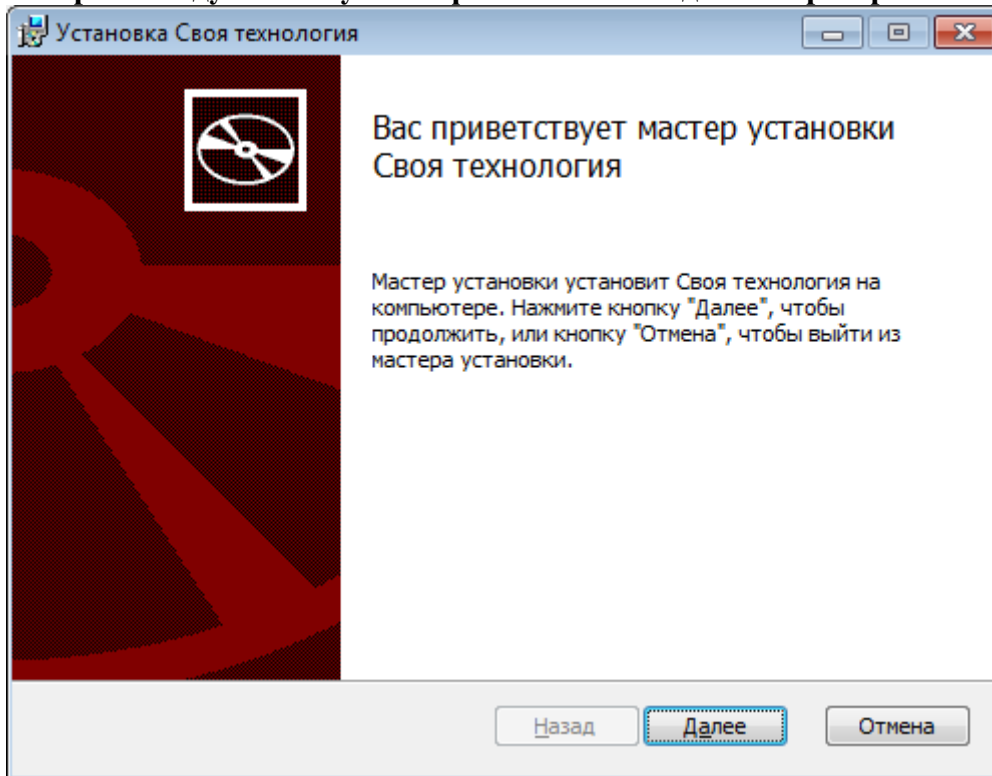 Установка Своя технология
Вас приветствует мастер установки
Своя технология
Мастер установки установит Своя технология на
компьютере. Нажмите кнопку "Далее", чтобы
продолжить, или кнопку "Отмена", чтобы выйти из
мастера установки.
Назад Далее Отмена